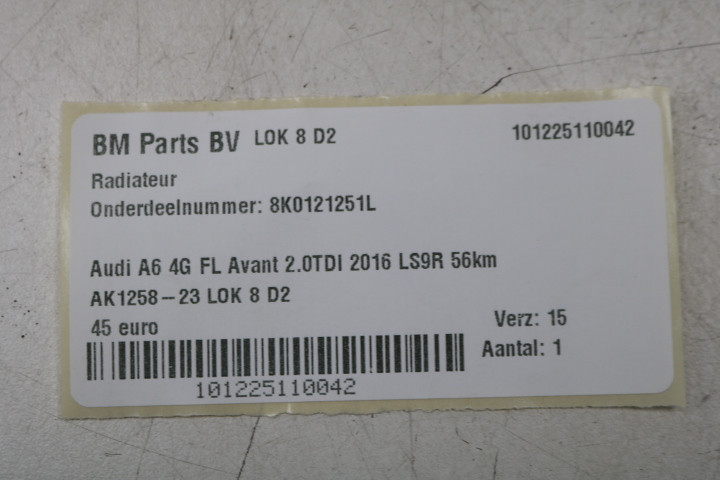 BM Parts BV LOK 8 D2 101225110042
Radiateur
Onderdeelnummer: 8K0121251L
Audi A6 4G FL Avant 2.0TDI 2016 LS9R 56km
AK1258-23 LOK 8 D2
45 euro Verz: 15
Aantal: 1
101225110042